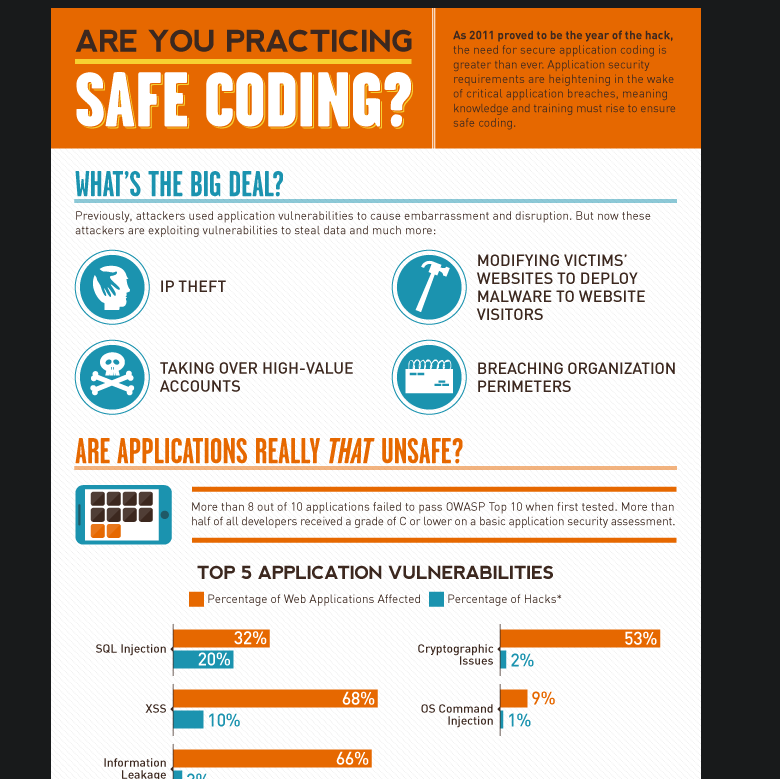 ARE YOU PRACTICING
SAFE CODING?
As 2011 proved to be the year of the hack,
the need for secure application coding is
greater than ever. Application security
requirements are heightening in the wake
of critical application breaches, meaning
knowledge and training must rise to ensure
safe coding.
WHAT'S THE BIG DEAL?
Previously, attackers used application vulnerabilities to cause embarrassment and disruption. But now these
attackers are exploiting vulnerabilities to steal data and much more:
IP THEFT
MODIFYING VICTIMS'
WEBSITES TO DEPLOY
MALWARE TO WEBSITE
VISITORS
TAKING OVER HIGH-VALUE
ACCOUNTS
BREACHING ORGANIZATION
PERIMETERS
ARE APPLICATIONS REALLY THAT UNSAFE?
More than 8 out of 10 applications failed to pass OWASP Top 10 when first tested. More than
half of all developers received a grade of C or lower on a basic application security assessment.
TOP 5 APPLICATION VULNERABILITIES
Percentage of Web Applications Affected
Percentage of Hacks*
SQL Injection
32%
20%
Cryptographic
Issues
53%
2%
XSS
68%
10%
OS Command
Injection
9%
1%
Information
Leakage
66%